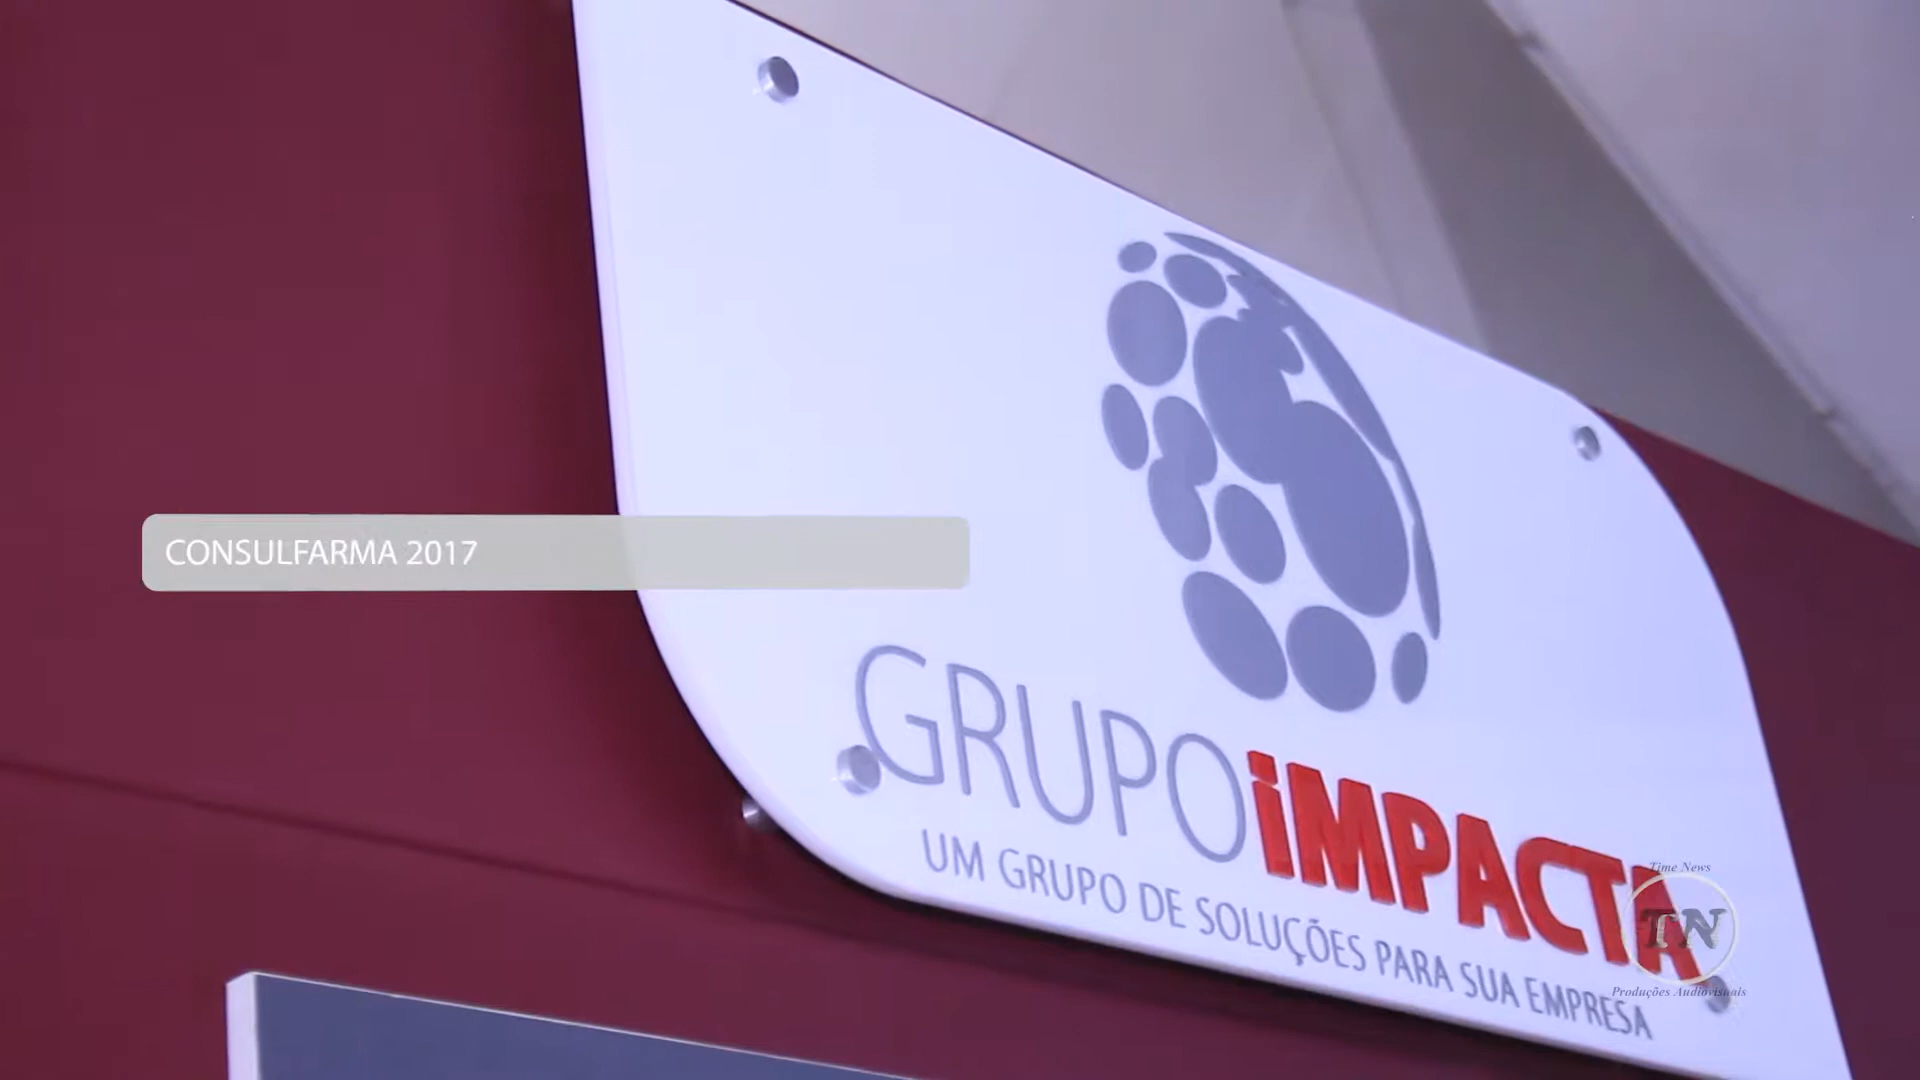 CONSULFARMA 2017
GRUPO iMPACTA
UM GRUPO DE SOLUÇÕES PARA SUA EMPRESA
Time News
TN
Produções Audiovisuais